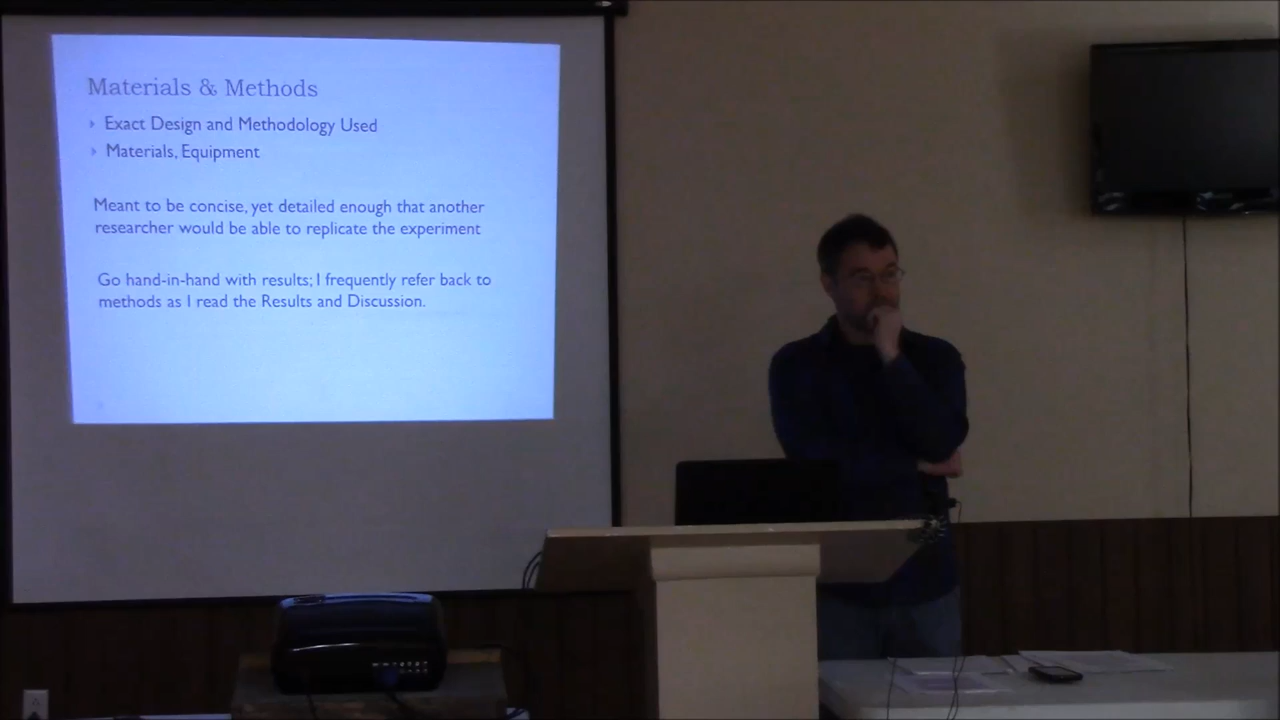 Materials & Methods
Exact Design and Methodology Used
Materials, Equipment
Meant to be concise, yet detailed enough that another
researcher would be able to replicate the experiment
Go hand-in-hand with results; I frequently refer back to
methods as I read the Results and Discussion.